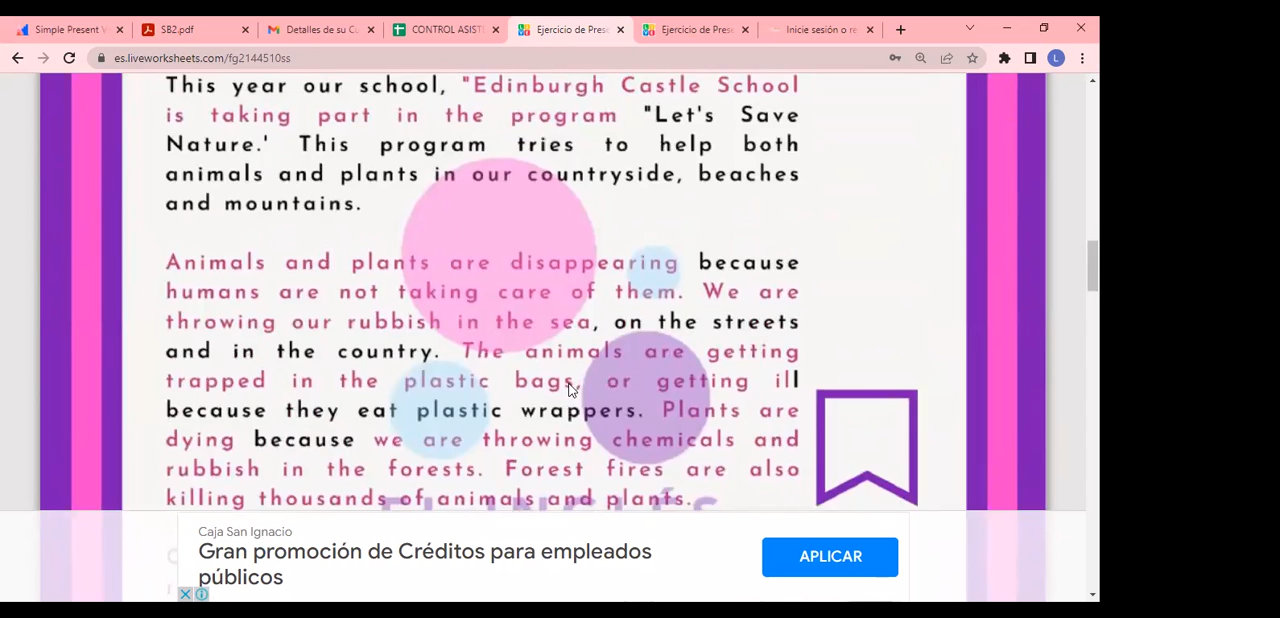 Simple Present V
SB2.pdf
Detalles de su Cu
CONTROL ASIST
Ejercicio de Prese
Ejercicio de Prese
Inicie sesión o re
es.liveworksheets.com/fg2144510ss
L
This year our school, "Edinburgh Castle School
is taking part in the program "Let's Save
Nature.' This program tries to help both
animals and plants in our countryside, beaches
and mountains.
Animals and plants are disappearing because
humans are not taking care of them. We are
throwing our rubbish in the sea, on the streets
and in the country. The animals are getting
trapped in the plastic bags, or getting ill
because they eat plastic wrappers. Plants are
dying because we are throwing chemicals and
rubbish in the forests. Forest fires are also
killing thousands of animals and plants.
Caja San Ignacio
Gran promoción de Créditos para empleados
públicos
APLICAR